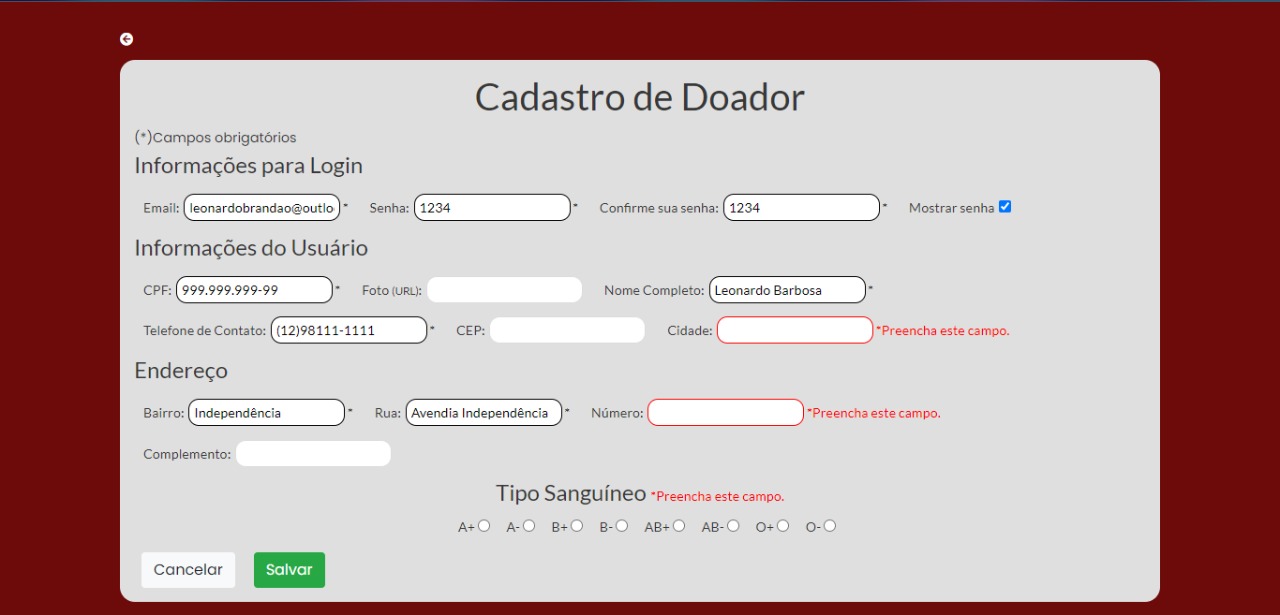 Cadastro de Doador
(*)Campos obrigatórios
Informações para Login
Email: leonardobrandao@outlo * Senha: 1234 * Confirme sua senha: 1234 * Mostrar senha
Informações do Usuário
CPF: 999.999.999-99 * Foto (URL): Nome Completo: Leonardo Barbosa *
Telefone de Contato: (12)98111-1111 * CEP: Cidade: *Preencha este campo.
Endereço
Bairro: Independência * Rua: Avendia Independência * Número: *Preencha este campo.
Complemento:
Tipo Sanguíneo *Preencha este campo.
A+ A- B+ B- AB+ AB- O+ O-
Cancelar Salvar